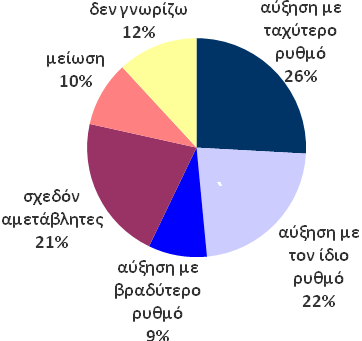 δεν γνωρίζω
12%
αύξηση με
ταχύτερο
ρυθμό
26%
μείωση
10%
σχεδόν
αμετάβλητες
21%
αύξηση με
τον ίδιο
ρυθμό
22%
αύξηση με
βραδύτερο
ρυθμό
9%